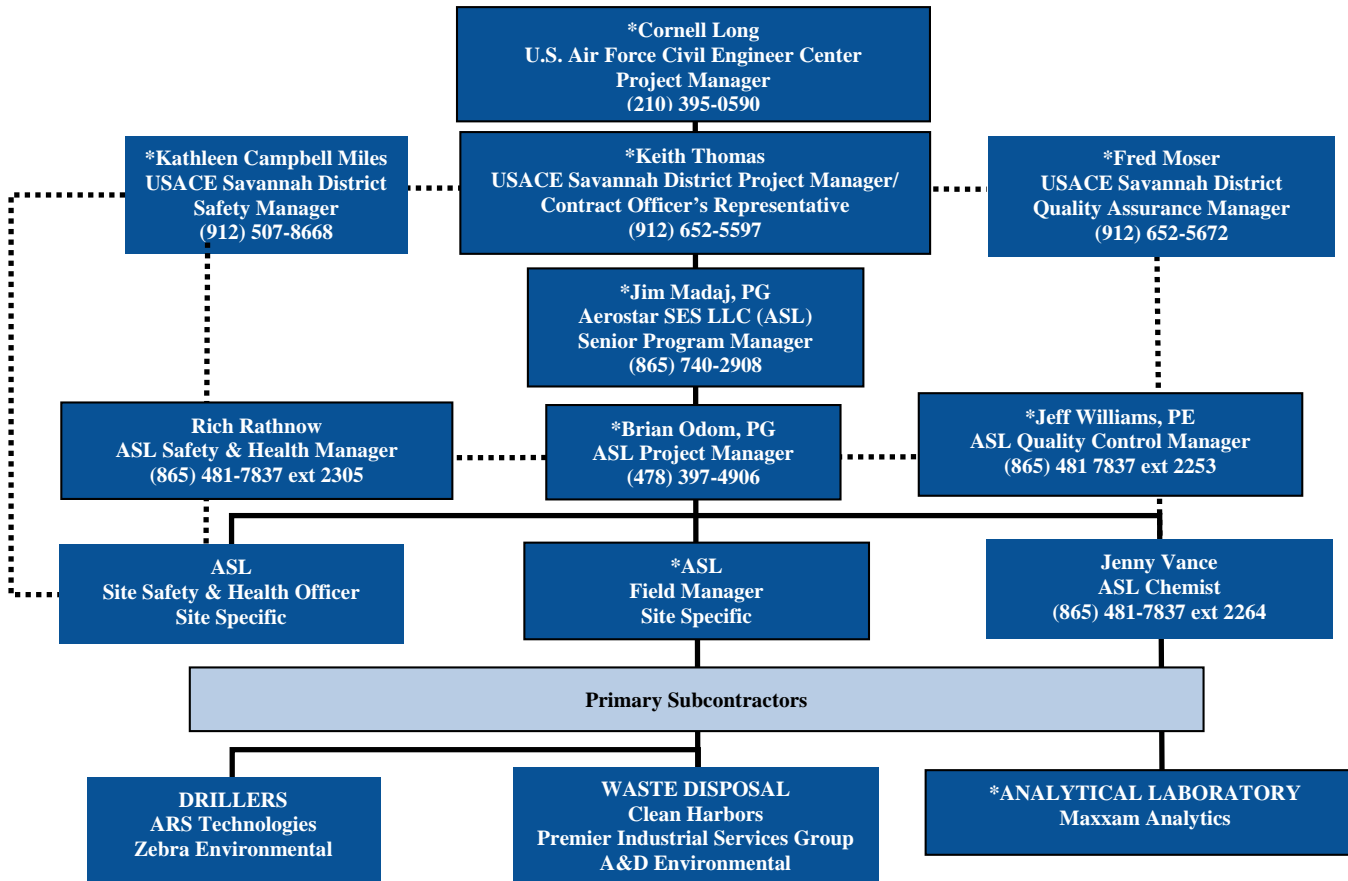 *Cornell Long
U.S. Air Force Civil Engineer Center
Project Manager
(210) 395-0590
*Kathleen Campbell Miles
USACE Savannah District
Safety Manager
(912) 507-8668
*Keith Thomas
USACE Savannah District Project Manager/
Contract Officer’s Representative
(912) 652-5597
*Fred Moser
USACE Savannah District
Quality Assurance Manager
(912) 652-5672
*Jim Madaj, PG
Aerostar SES LLC (ASL)
Senior Program Manager
(865) 740-2908
Rich Rathnow
ASL Safety & Health Manager
(865) 481-7837 ext 2305
*Brian Odom, PG
ASL Project Manager
(478) 397-4906
*Jeff Williams, PE
ASL Quality Control Manager
(865) 481 7837 ext 2253
ASL
Site Safety & Health Officer
Site Specific
*ASL
Field Manager
Site Specific
Jenny Vance
ASL Chemist
(865) 481-7837 ext 2264
Primary Subcontractors
DRILLERS
ARS Technologies
Zebra Environmental
WASTE DISPOSAL
Clean Harbors
Premier Industrial Services Group
A&D Environmental
*ANALYTICAL LABORATORY
Maxxam Analytics